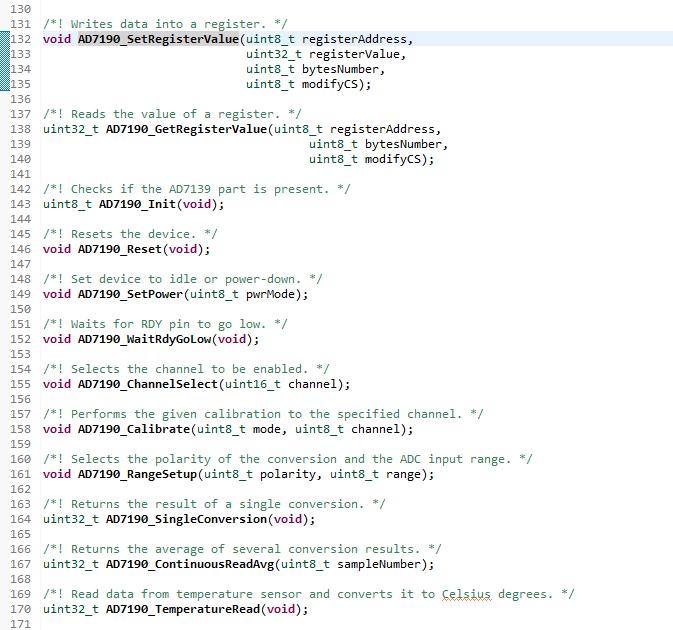 130
131 /*! Writes data into a register. */
132 void AD7190_SetRegisterValue(uint8_t registerAddress,
133                              uint32_t registerValue,
134                              uint8_t bytesNumber,
135                              uint8_t modifyCS);
136
137 /*! Reads the value of a register. */
138 uint32_t AD7190_GetRegisterValue(uint8_t registerAddress,
139                                       uint8_t bytesNumber,
140                                       uint8_t modifyCS);
141
142 /*! Checks if the AD7139 part is present. */
143 uint8_t AD7190_Init(void);
144
145 /*! Resets the device. */
146 void AD7190_Reset(void);
147
148 /*! Set device to idle or power-down. */
149 void AD7190_SetPower(uint8_t pwrMode);
150
151 /*! Waits for RDY pin to go low. */
152 void AD7190_WaitRdyGoLow(void);
153
154 /*! Selects the channel to be enabled. */
155 void AD7190_ChannelSelect(uint16_t channel);
156
157 /*! Performs the given calibration to the specified channel. */
158 void AD7190_Calibrate(uint8_t mode, uint8_t channel);
159
160 /*! Selects the polarity of the conversion and the ADC input range. */
161 void AD7190_RangeSetup(uint8_t polarity, uint8_t range);
162
163 /*! Returns the result of a single conversion. */
164 uint32_t AD7190_SingleConversion(void);
165
166 /*! Returns the average of several conversion results. */
167 uint32_t AD7190_ContinuousReadAvg(uint8_t sampleNumber);
168
169 /*! Read data from temperature sensor and converts it to Celsius degrees. */
170 uint32_t AD7190_TemperatureRead(void);
171